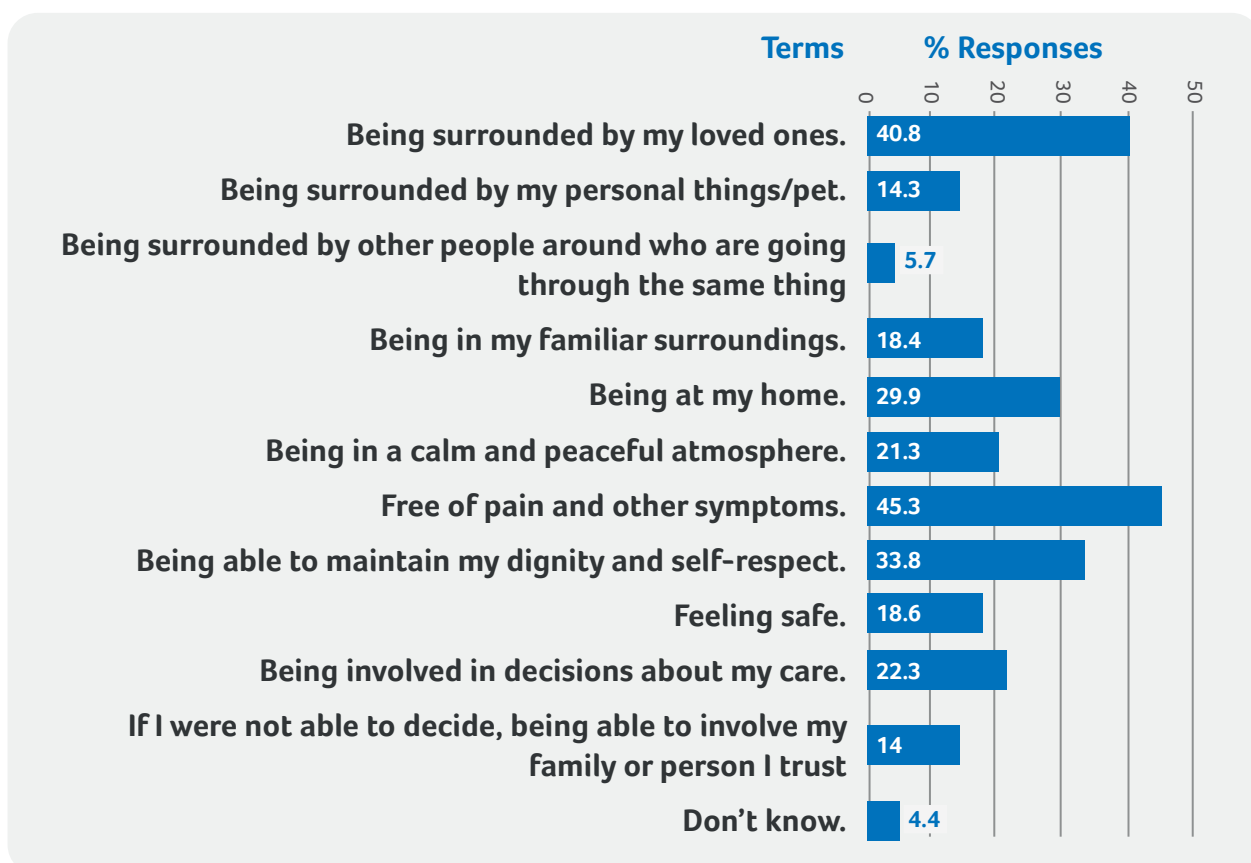 Terms % Responses
0 10 20 30 40 50
Being surrounded by my loved ones. 40.8
Being surrounded by my personal things/pet. 14.3
Being surrounded by other people around who are going
through the same thing 5.7
Being in my familiar surroundings. 18.4
Being at my home. 29.9
Being in a calm and peaceful atmosphere. 21.3
Free of pain and other symptoms. 45.3
Being able to maintain my dignity and self-respect. 33.8
Feeling safe. 18.6
Being involved in decisions about my care. 22.3
If I were not able to decide, being able to involve my
family or person I trust 14
Don’t know. 4.4